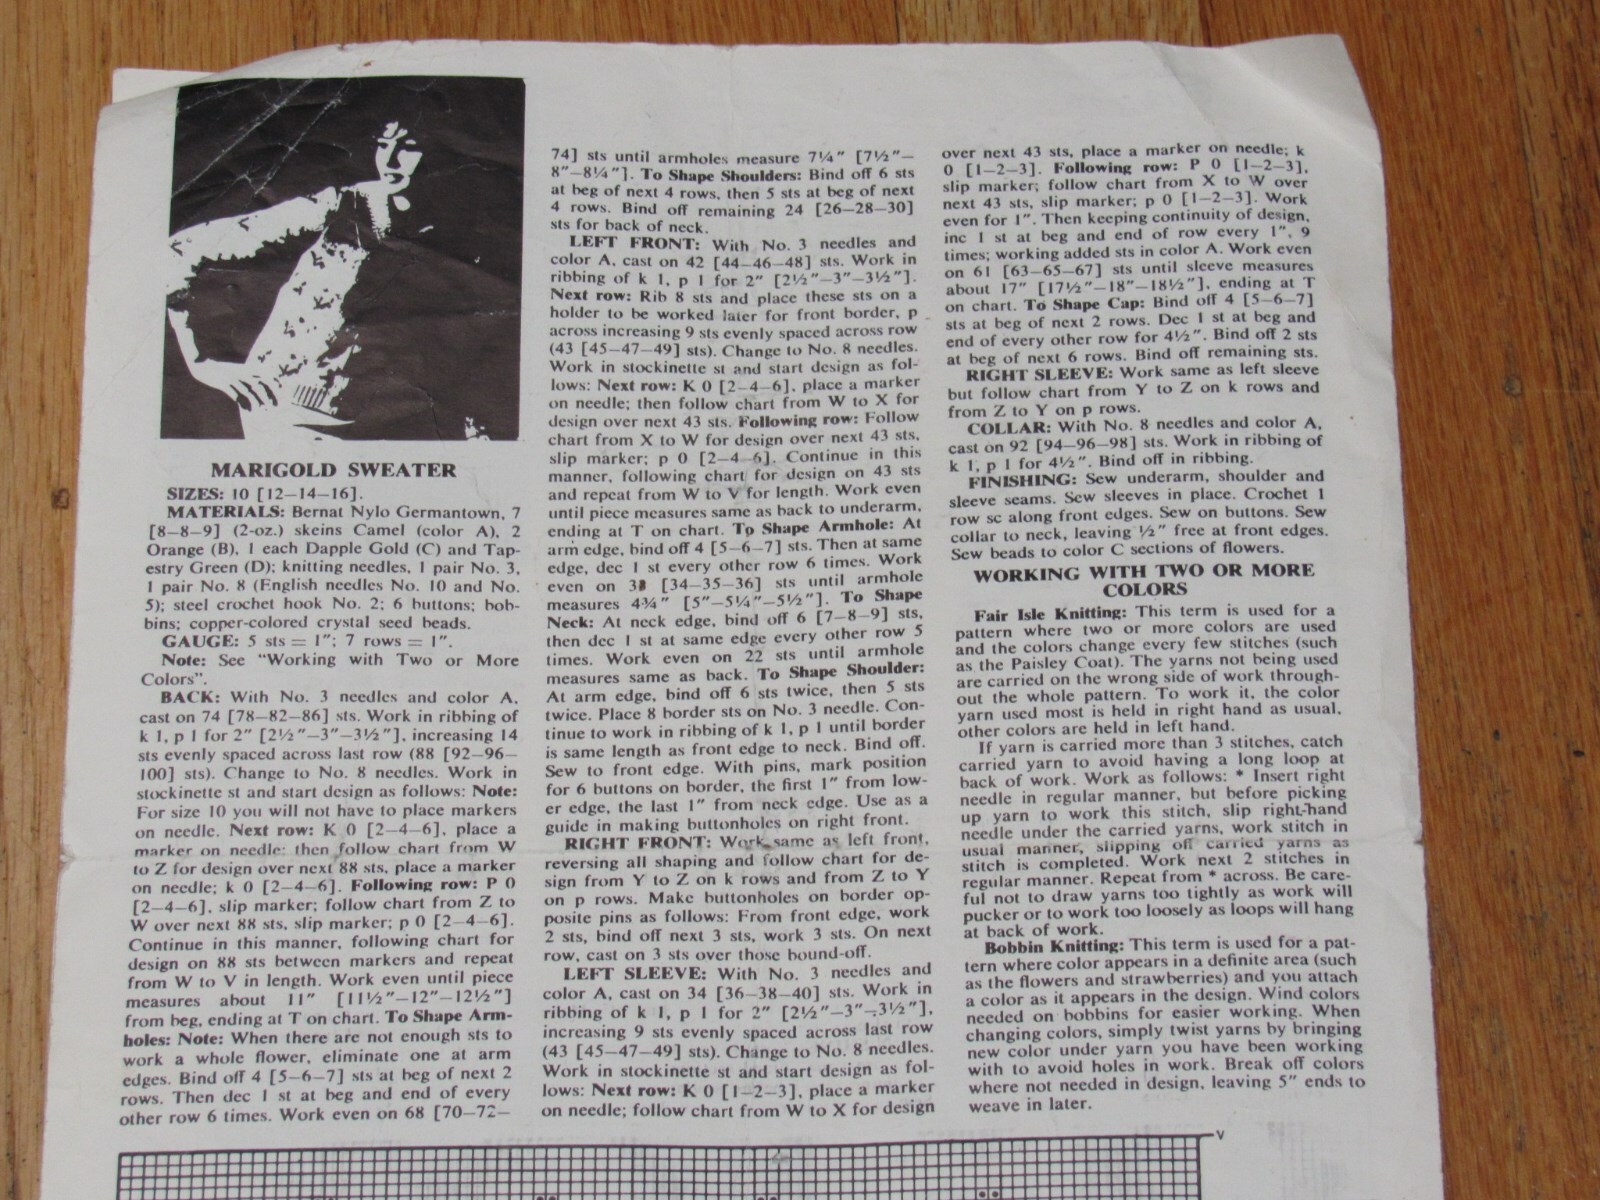 MARIGOLD SWEATER
SIZES: 10 [12—14—16].
MATERIALS: Bernat Nylo Germantown, 7
[8—8—9] (2-oz.) skeins Camel (color A), 2
Orange (B), 1 each Dapple Gold (C) and Tap-
estry Green (D); knitting needles, 1 pair No. 3,
1 pair No. 8 (English needles No. 10 and No.
5); steel crochet hook No. 2; 6 buttons; bob-
bins; copper-colored crystal seed beads.
GAUGE: 5 sts = 1"; 7 rows = 1".
Note: See "Working with Two or More
Colors".
BACK: With No. 3 needles and color A,
cast on 74 [78—82—86] sts. Work in ribbing of
k 1, p 1 for 2" [2½"—3"—3½"], increasing 14
sts evenly spaced across last row (88 [92—96—
100] sts). Change to No. 8 needles. Work in
stockinette st and start design as follows: Note:
For size 10 you will not have to place markers
on needle. Next row: K 0 [2—4—6], place a
marker on needle; then follow chart from W
to Z for design over next 88 sts, place a marker
on needle; k 0 [2—4—6]. Following row: P 0
[2—4—6], slip marker; follow chart from Z to
W over next 88 sts, slip marker; p 0 [2—4—6].
Continue in this manner, following chart for
design on 88 sts between markers and repeat
from W to V in length. Work even until piece
measures about 11" [11½"—12"—12½"]
from beg, ending at T on chart. To Shape Arm-
holes: Note: When there are not enough sts to
work a whole flower, eliminate one at arm
edges. Bind off 4 [5—6—7] sts at beg of next 2
rows. Then dec 1 st at beg and end of every
other row 6 times. Work even on 68 [70—72—
74] sts until armholes measure 7¼" [7½"—
8"—8¼"]. To Shape Shoulders: Bind off 6 sts
at beg of next 4 rows, then 5 sts at beg of next
4 rows. Bind off remaining 24 [26—28—30]
sts for back of neck.
LEFT FRONT: With No. 3 needles and
color A, cast on 42 [44—46—48] sts. Work in
ribbing of k 1, p 1 for 2" [2½"—3"—3½"].
Next row: Rib 8 sts and place these sts on a
holder to be worked later for front border, p
across increasing 9 sts evenly spaced across row
(43 [45—47—49] sts). Change to No. 8 needles.
Work in stockinette st and start design as fol-
lows: Next row: K 0 [2—4—6], place a marker
on needle; then follow chart from W to X for
design over next 43 sts. Following row: Follow
chart from X to W for design over next 43 sts,
slip marker; p 0 [2—4—6]. Continue in this
manner, following chart for design on 43 sts
and repeat from W to V for length. Work even
until piece measures same as back to underarm,
ending at T on chart. To Shape Armhole: At
arm edge, bind off 4 [5—6—7] sts. Then at same
edge, dec 1 st every other row 6 times. Work
even on [34—35—36] sts until armhole
measures 4¾" [5"—5¼"—5½"]. To Shape
Neck: At neck edge, bind off 6 [7—8—9] sts,
then dec 1 st at same edge every other row 5
times. Work even on 22 sts until armhole
measures same as back. To Shape Shoulder:
At arm edge, bind off 6 sts twice, then 5 sts
twice. Place 8 border sts on No. 3 needle. Con-
tinue to work in ribbing of k 1, p 1 until border
is same length as front edge to neck. Bind off.
Sew to front edge. With pins, mark position
for 6 buttons on border, the first 1" from low-
er edge, the last 1" from neck edge. Use as a
guide in making buttonholes on right front.
RIGHT FRONT: Work same as left front,
reversing all shaping and follow chart for de-
sign from Y to Z on k rows and from Z to Y
on p rows. Make buttonholes on border op-
posite pins as follows: From front edge, work
2 sts, bind off next 3 sts, work 3 sts. On next
row, cast on 3 sts over those bound-off.
LEFT SLEEVE: With No. 3 needles and
color A, cast on 34 [36—38—40] sts. Work in
ribbing of k 1, p 1 for 2" [2½"—3"—3½"],
increasing 9 sts evenly spaced across last row
(43 [45—47—49] sts). Change to No. 8 needles.
Work in stockinette st and start design as fol-
lows: Next row: K 0 [1—2—3], place a marker
on needle; follow chart from W to X for design
over next 43 sts, place a marker on needle; k
0 [1—2—3]. Following row: P 0 [1—2—3],
slip marker; follow chart from X to W over
next 43 sts, slip marker; p 0 [1—2—3]. Work
even for 1". Then keeping continuity of design,
inc 1 st at beg and end of row every 1", 9
times; working added sts in color A. Work even
on 61 [63—65—67] sts until sleeve measures
about 17" [17½"—18"—18½"], ending at T
on chart. To Shape Cap: Bind off 4 [5—6—7]
sts at beg of next 2 rows. Dec 1 st at beg and
end of every other row for 4½". Bind off 2 sts
at beg of next 6 rows. Bind off remaining sts.
RIGHT SLEEVE: Work same as left sleeve
but follow chart from Y to Z on k rows and
from Z to Y on p rows.
COLLAR: With No. 8 needles and color A,
cast on 92 [94—96—98] sts. Work in ribbing of
k 1, p 1 for 4½". Bind off in ribbing.
FINISHING: Sew underarm, shoulder and
sleeve seams. Sew sleeves in place. Crochet 1
row sc along front edges. Sew on buttons. Sew
collar to neck, leaving ½" free at front edges.
Sew beads to color C sections of flowers.
WORKING WITH TWO OR MORE
COLORS
Fair Isle Knitting: This term is used for a
pattern where two or more colors are used
and the colors change every few stitches (such
as the Paisley Coat). The yarns not being used
are carried on the wrong side of work through-
out the whole pattern. To work it, the color
yarn used most is held in right hand as usual,
other colors are held in left hand.
If yarn is carried more than 3 stitches, catch
carried yarn to avoid having a long loop at
back of work. Work as follows: * Insert right
needle in regular manner, but before picking
up yarn to work this stitch, slip right-hand
needle under the carried yarns, work stitch in
usual manner, slipping off carried yarns as
stitch is completed. Work next 2 stitches in
regular manner. Repeat from * across. Be care-
ful not to draw yarns too tightly as work will
pucker or to work too loosely as loops will hang
at back of work.
Bobbin Knitting: This term is used for a pat-
tern where color appears in a definite area (such
as the flowers and strawberries) and you attach
a color as it appears in the design. Wind colors
needed on bobbins for easier working. When
changing colors, simply twist yarns by bringing
new color under yarn you have been working
with to avoid holes in work. Break off colors
where not needed in design, leaving 5" ends to
weave in later.
V